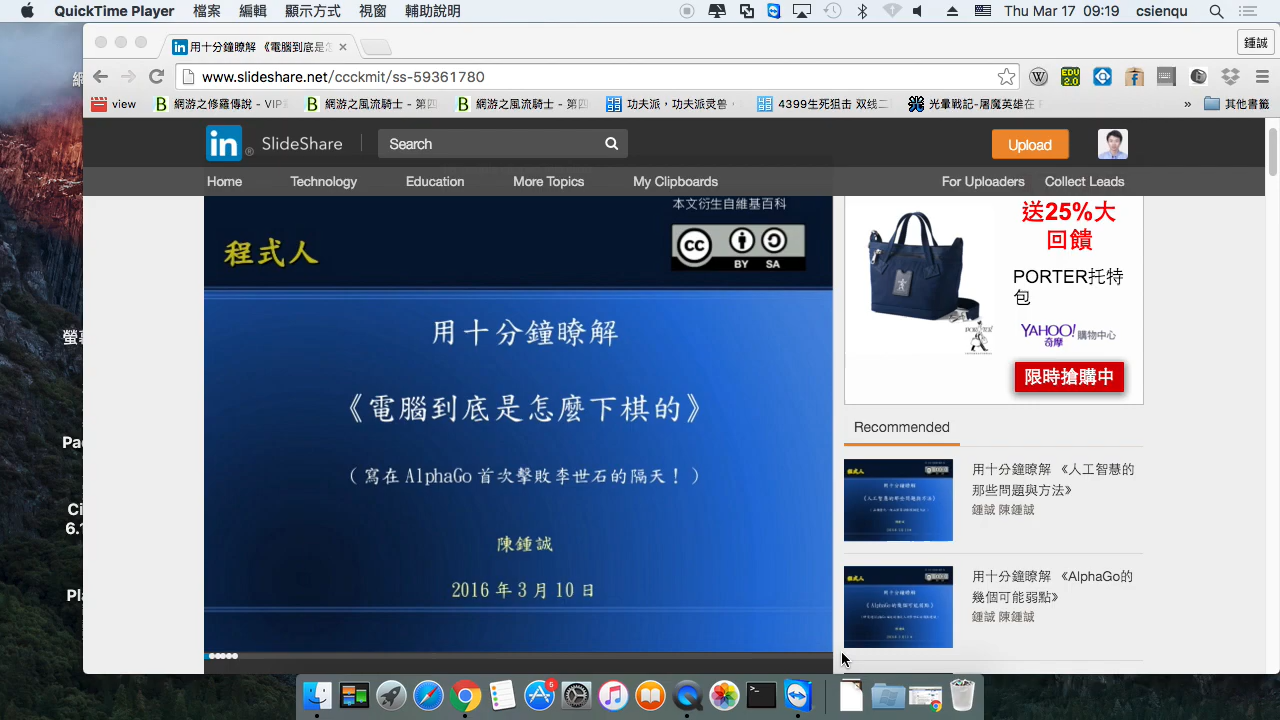 QuickTime Player 檔案 編輯 顯示方式 視窗 輔助說明 Thu Mar 17 09:19 csienqu
用十分鐘瞭解 《電腦到底是怎 鍾誠
www.slideshare.net/ccckmit/ss-59361780
view 網游之修羅傳說 - VIP 網游之風流騎士 - 第四 網游之風流騎士 - 第四 功夫派，功夫派灵兽， 4399生死狙击 双线二 光暈戰記-屠魔英雄在 » 其他書籤
in SlideShare Search Upload
Home Technology Education More Topics My Clipboards For Uploaders Collect Leads
本文衍生自維基百科
程式人
cc BY SA
用十分鐘瞭解
《電腦到底是怎麼下棋的》
（寫在 AlphaGo 首次擊敗李世石的隔天！）
陳鍾誠
2016 年 3 月 10 日
送25%大
回饋
PORTER托特
包
YAHOO!
奇摩 購物中心
限時搶購中
Recommended
用十分鐘瞭解 《人工智慧的
那些問題與方法》
鍾誠 陳鍾誠
用十分鐘瞭解 《AlphaGo的
幾個可能弱點》
鍾誠 陳鍾誠